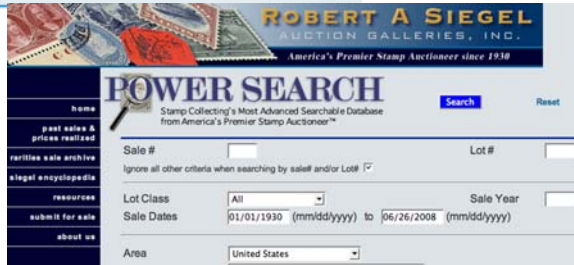 ROBERT A SIEGEL
AUCTION GALLERIES, INC.
America's Premier Stamp Auctioneer since 1930
POWER SEARCH
Stamp Collecting's Most Advanced Searchable Database
from America's Premier Stamp Auctioneer™
Search
Reset
home
past sales &
prices realized
rarities sale archive
siegel encyclopedia
resources
submit for sale
about us
Sale #
Lot #
Ignore all other criteria when searching by sale# and/or Lot#
Lot Class
All
Sale Year
Sale Dates
01/01/1930 (mm/dd/yyyy) to 06/26/2008 (mm/dd/yyyy)
Area
United States